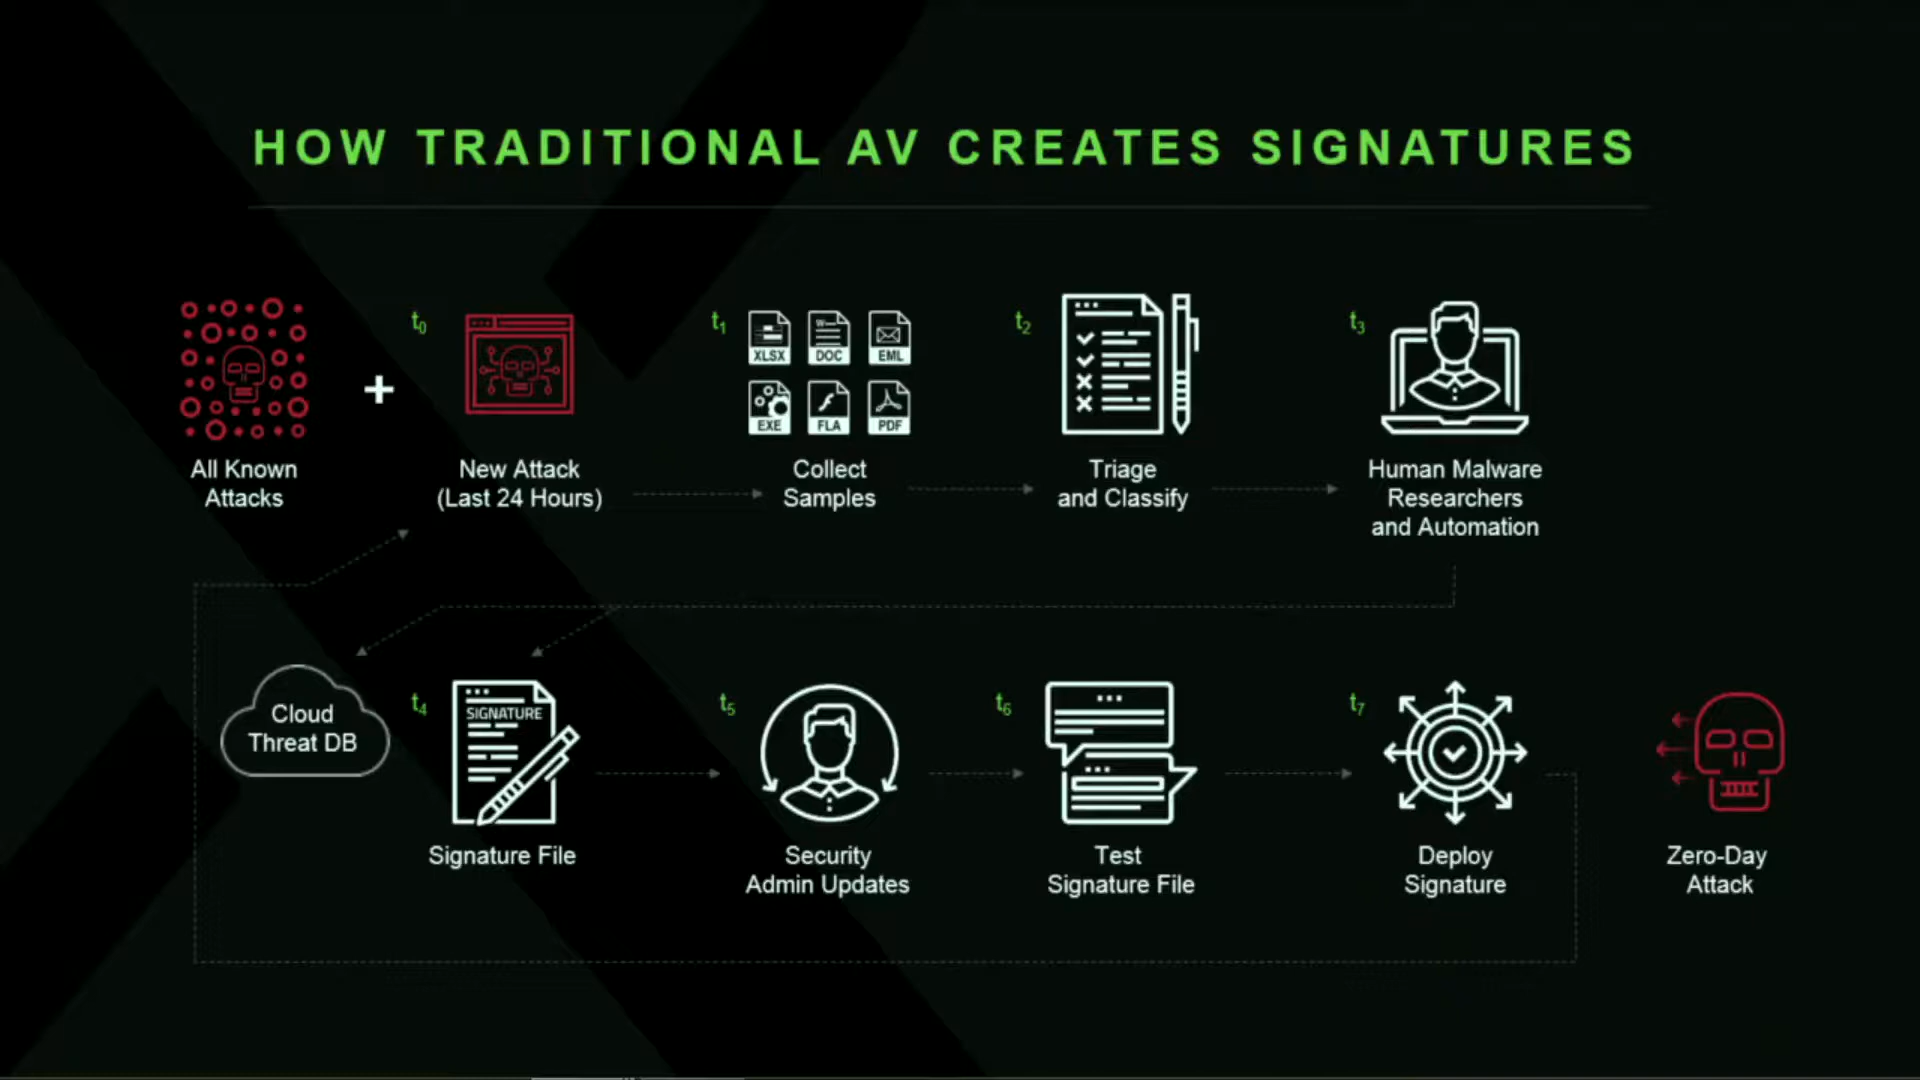 HOW TRADITIONAL AV CREATES SIGNATURES
All Known
Attacks
+
t0
New Attack
(Last 24 Hours)
t1
XLSX
DOC
EML
EXE
FLA
PDF
Collect
Samples
t2
Triage
and Classify
t3
Human Malware
Researchers
and Automation
Cloud
Threat DB
t4
SIGNATURE
Signature File
t5
Security
Admin Updates
t6
Test
Signature File
t7
Deploy
Signature
Zero-Day
Attack